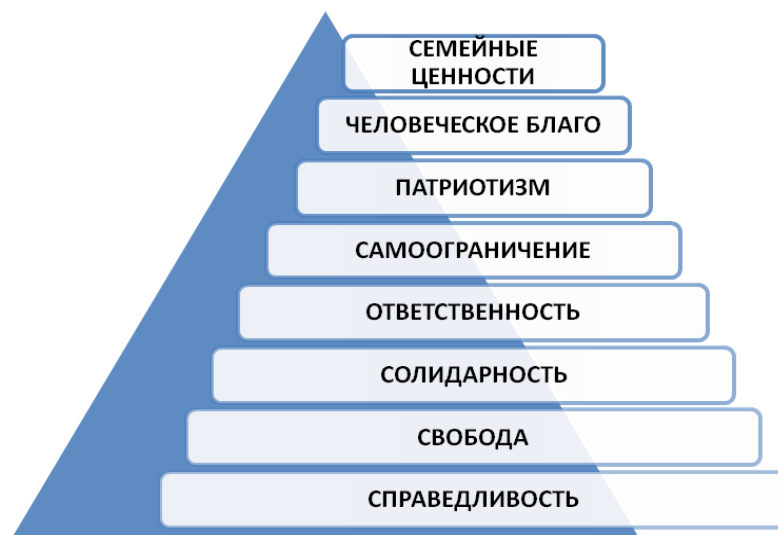 СЕМЕЙНЫЕ
ЦЕННОСТИ
ЧЕЛОВЕЧЕСКОЕ БЛАГО
ПАТРИОТИЗМ
САМООГРАНИЧЕНИЕ
ОТВЕТСТВЕННОСТЬ
СОЛИДАРНОСТЬ
СВОБОДА
СПРАВЕДЛИВОСТЬ